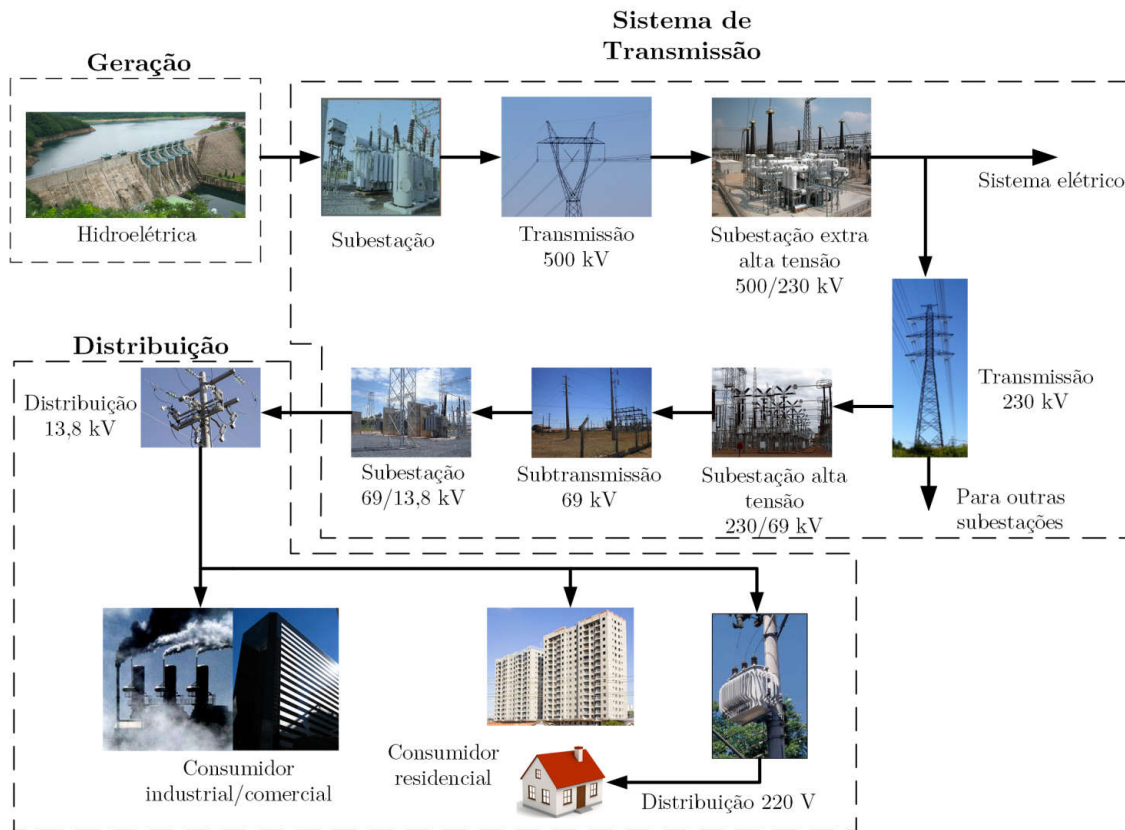 Sistema de
Transmissão
Geração
Hidroelétrica
Subestação
Transmissão
500 kV
Subestação extra
alta tensão
500/230 kV
Sistema elétrico
Transmissão
230 kV
Para outras
subestações
Subestação alta
tensão
230/69 kV
Subtransmissão
69 kV
Subestação
69/13,8 kV
Distribuição
Distribuição
13,8 kV
Consumidor
industrial/comercial
Consumidor
residencial
Distribuição 220 V